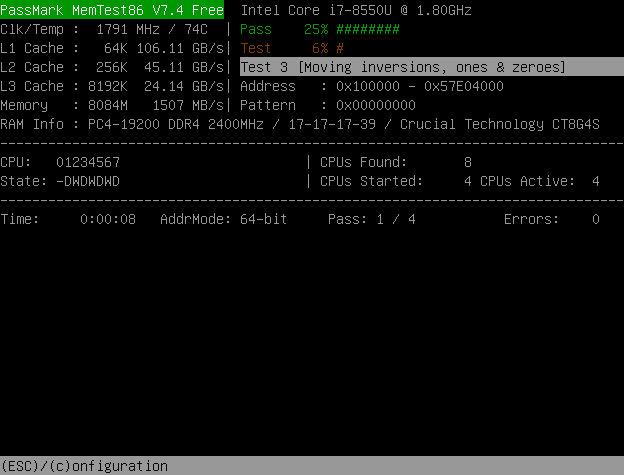 PassMark MemTest86 V7.4 Free Intel Core i7-8550U @ 1.80GHz
Clk/Temp : 1791 MHz / 74C | Pass 25% ########
L1 Cache : 64K 106.11 GB/s| Test 6% #
L2 Cache : 256K 45.11 GB/s| Test 3 [Moving inversions, ones & zeroes]
L3 Cache : 8192K 24.14 GB/s| Address : 0x100000 - 0x57E04000
Memory : 8084M 1507 MB/s| Pattern : 0x00000000
RAM Info : PC4-19200 DDR4 2400MHz / 17-17-17-39 / Crucial Technology CT8G4S
CPU: 01234567 | CPUs Found: 8
State: -DWDWDWD | CPUs Started: 4 CPUs Active: 4
Time: 0:00:08 AddrMode: 64-bit Pass: 1 / 4 Errors: 0
(ESC)/(c)onfiguration